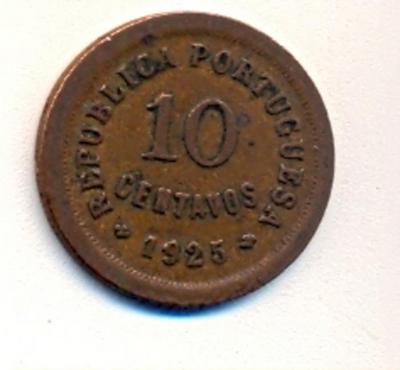 REPUBLICA PORTUGUESA
10
CENTAVOS
* 1925 *